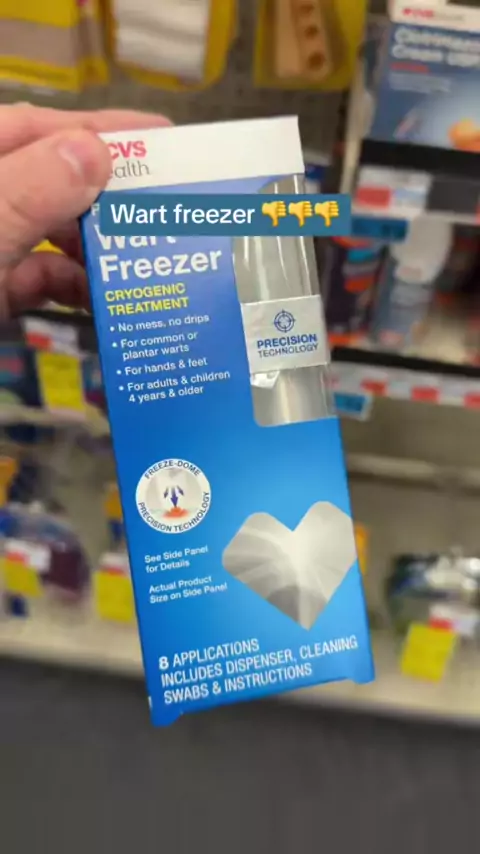 CVS
ealth
Wart freezer 👎👎👎
Wart
Freezer
CRYOGENIC
TREATMENT
• No mess, no drips
• For common or
plantar warts
• For hands & feet
• For adults & children
4 years & older
PRECISION
TECHNOLOGY
FREEZE-DOME
PRECISION TECHNOLOGY
See Side Panel
for Details
Actual Product
Size on Side Panel
8 APPLICATIONS
INCLUDES DISPENSER, CLEANING
SWABS & INSTRUCTIONS